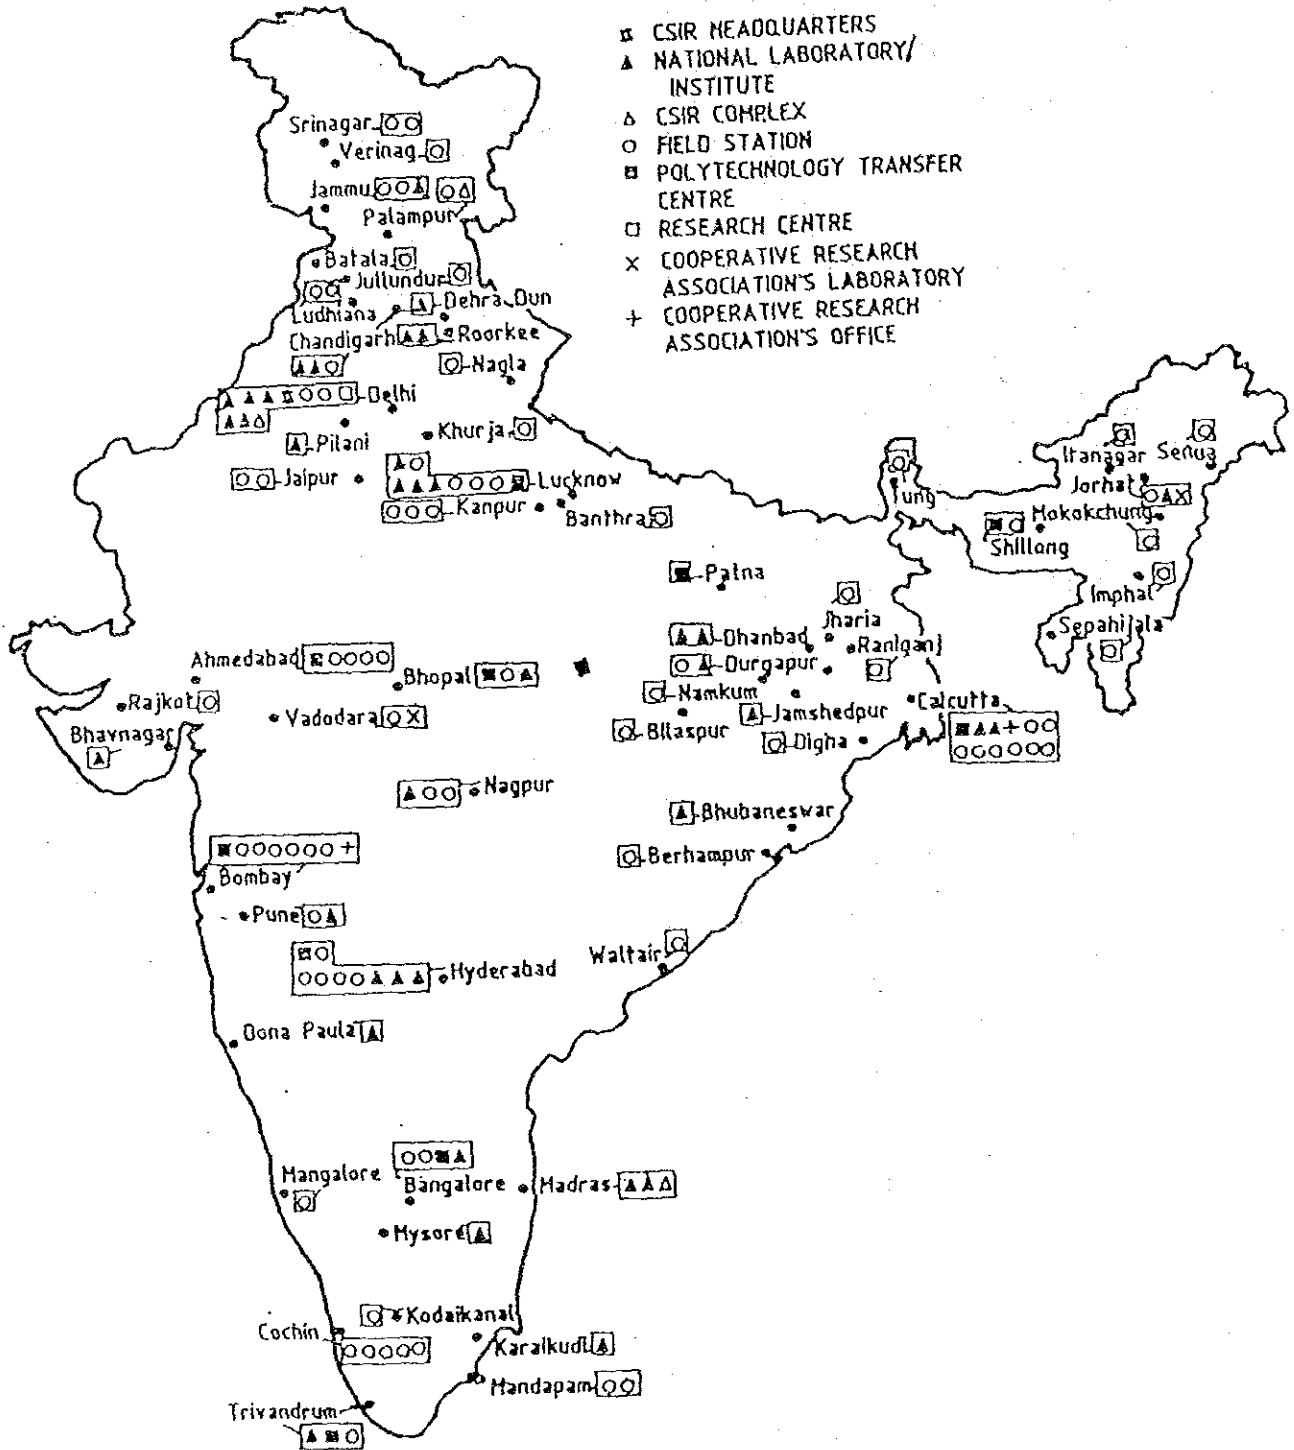 CSIR HEADQUARTERS
NATIONAL LABORATORY/
INSTITUTE
CSIR COMPLEX
FIELD STATION
POLYTECHNOLOGY TRANSFER
CENTRE
RESEARCH CENTRE
COOPERATIVE RESEARCH
ASSOCIATION'S LABORATORY
COOPERATIVE RESEARCH
ASSOCIATION'S OFFICE
Srinagar
Verinag
Jammu
Palampur
Batala
Jullundur
Ludhiana
Dehra Dun
Chandigarh
Roorkee
Nagla
Delhi
Pilani
Khurja
Jaipur
Lucknow
Kanpur
Banthra
Itanagar
Senua
Tung
Jorhat
Mokokchung
Shillong
Imphal
Sepahijala
Patna
Jharia
Dhanbad
Raniganj
Durgapur
Ahmedabad
Bhopal
Namkum
Calcutta
Rajkot
Vadodara
Jamshedpur
Bhavnagar
Bilaspur
Digha
Nagpur
Bhubaneswar
Berhampur
Bombay
Pune
Waltair
Hyderabad
Dona Paula
Mangalore
Bangalore
Madras
Mysore
Kodaikanal
Cochin
Karaikudi
Mandapam
Trivandrum